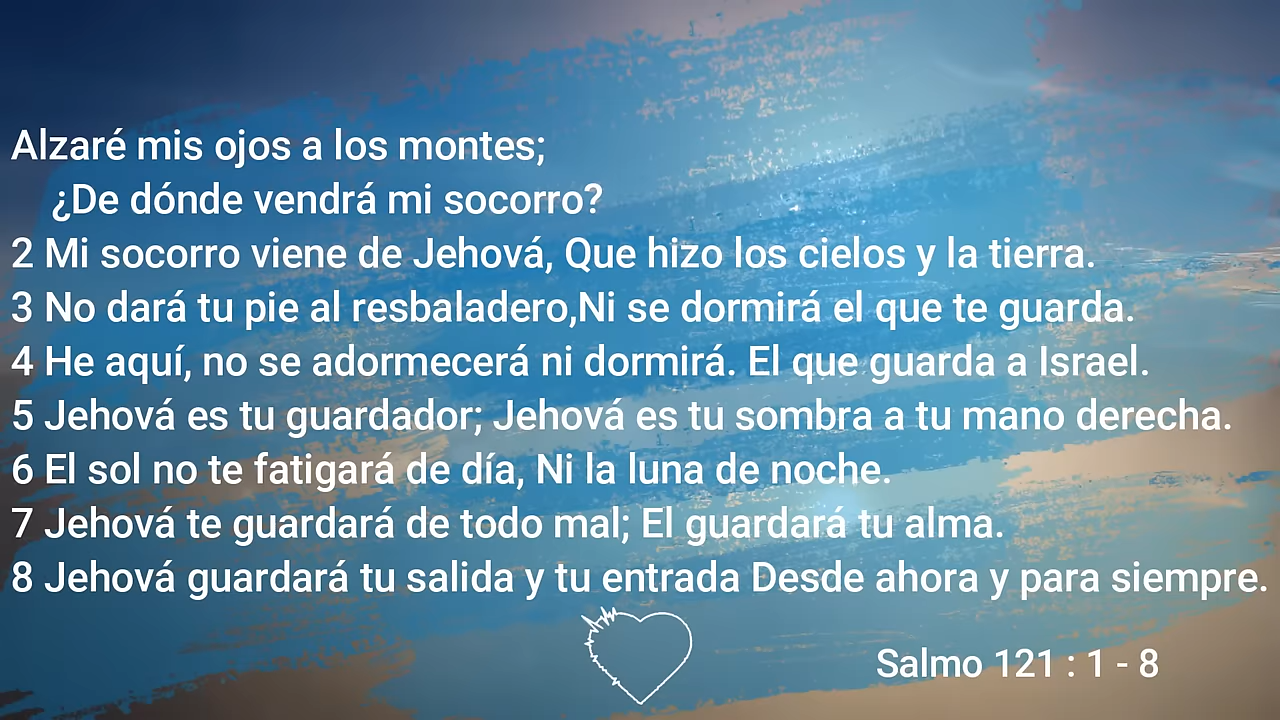 Alzaré mis ojos a los montes;
¿De dónde vendrá mi socorro?
2 Mi socorro viene de Jehová, Que hizo los cielos y la tierra.
3 No dará tu pie al resbaladero,Ni se dormirá el que te guarda.
4 He aquí, no se adormecerá ni dormirá. El que guarda a Israel.
5 Jehová es tu guardador; Jehová es tu sombra a tu mano derecha.
6 El sol no te fatigará de día, Ni la luna de noche.
7 Jehová te guardará de todo mal; El guardará tu alma.
8 Jehová guardará tu salida y tu entrada Desde ahora y para siempre.
Salmo 121 : 1 - 8